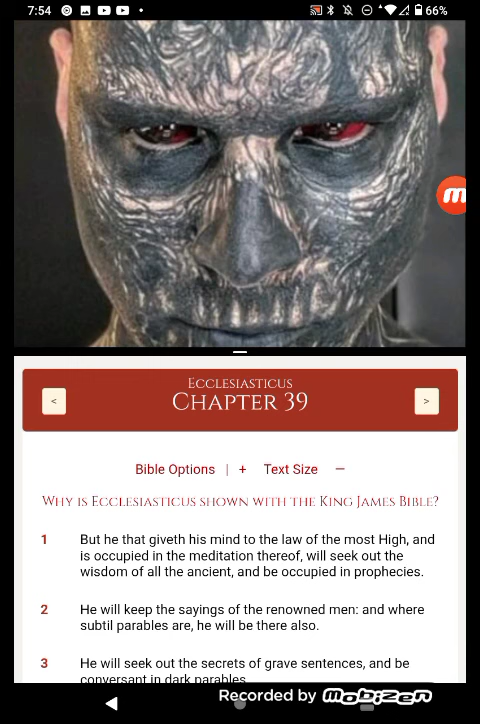 7:54
66%
m
Ecclesiasticus
Chapter 39
<
>
Bible Options | + Text Size −
Why is Ecclesiasticus shown with the King James Bible?
1 But he that giveth his mind to the law of the most High, and
is occupied in the meditation thereof, will seek out the
wisdom of all the ancient, and be occupied in prophecies.
2 He will keep the sayings of the renowned men: and where
subtil parables are, he will be there also.
3 He will seek out the secrets of grave sentences, and be
conversant in dark parables
Recorded by Mobizen